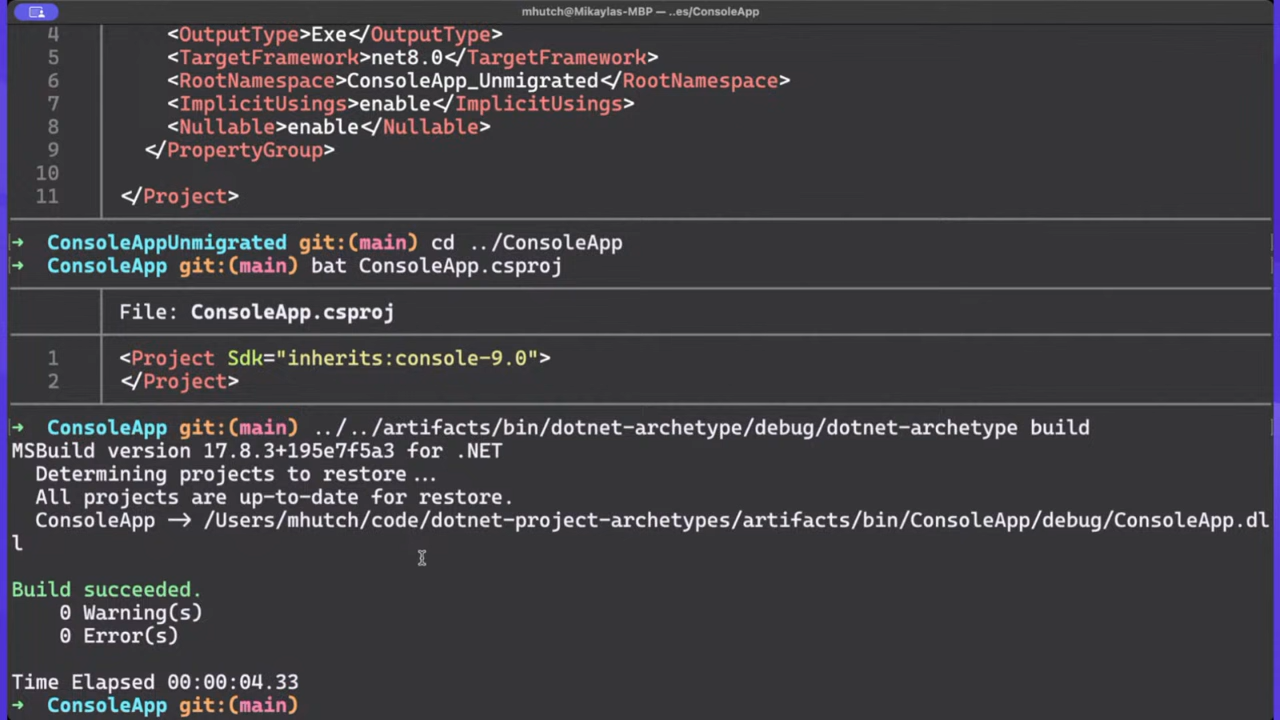 mhutch@Mikaylas-MBP — ..es/ConsoleApp
4 <OutputType>Exe</OutputType>
5 <TargetFramework>net8.0</TargetFramework>
6 <RootNamespace>ConsoleApp_Unmigrated</RootNamespace>
7 <ImplicitUsings>enable</ImplicitUsings>
8 <Nullable>enable</Nullable>
9 </PropertyGroup>
10
11 </Project>
→ ConsoleAppUnmigrated git:(main) cd ../ConsoleApp
→ ConsoleApp git:(main) bat ConsoleApp.csproj
File: ConsoleApp.csproj
1 <Project Sdk="inherits:console-9.0">
2 </Project>
→ ConsoleApp git:(main) ../../artifacts/bin/dotnet-archetype/debug/dotnet-archetype build
MSBuild version 17.8.3+195e7f5a3 for .NET
Determining projects to restore...
All projects are up-to-date for restore.
ConsoleApp -> /Users/mhutch/code/dotnet-project-archetypes/artifacts/bin/ConsoleApp/debug/ConsoleApp.dl
l
Build succeeded.
0 Warning(s)
0 Error(s)
Time Elapsed 00:00:04.33
→ ConsoleApp git:(main)